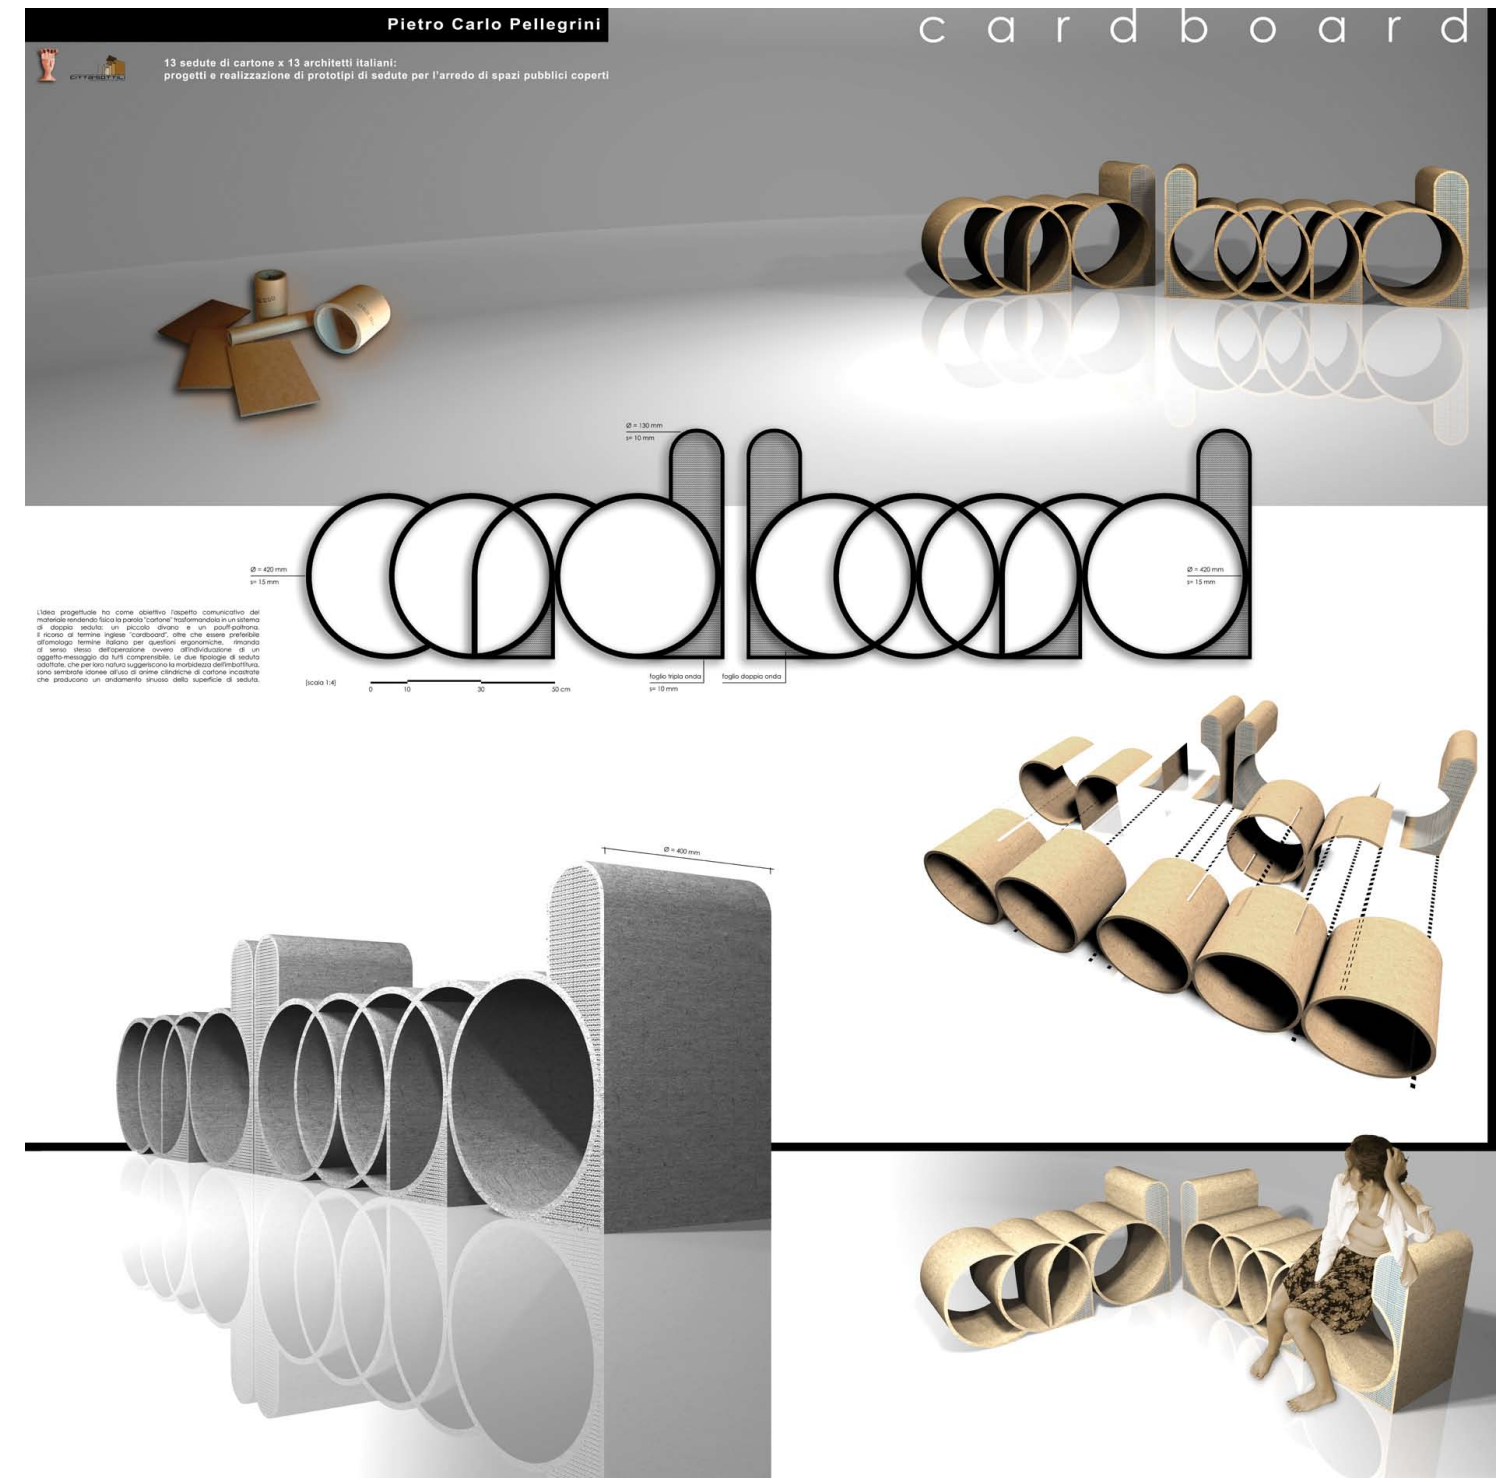 Pietro Carlo Pellegrini
cardboard
CITTASOTTILI
13 sedute di cartone x 13 architetti italiani:
progetti e realizzazione di prototipi di sedute per l'arredo di spazi pubblici coperti
Ø = 130 mm
s= 10 mm
Ø = 420 mm
s= 15 mm
Ø = 420 mm
s= 15 mm
L'idea progettuale ha come obiettivo l'aspetto comunicativo del
materiale rendendo fisica la parola "cartone" trasformandola in un sistema
di doppia seduta: un piccolo divano e un pouff-poltrona.
Il ricorso al termine inglese "cardboard", oltre che essere preferibile
all'omologo termine italiano per questioni ergonomiche, rimanda
al senso stesso dell'operazione ovvero all'individuazione di un
oggetto-messaggio da tutti comprensibile. Le due tipologie di seduta
adottate, che per loro natura suggeriscono la morbidezza dell'imbottitura,
sono sembrate idonee all'uso di anime cilindriche di cartone incastrate
che producono un andamento sinuoso della superficie di seduta.
[scala 1:4]
0 10 30 50 cm
foglio tripla onda
s= 10 mm
foglio doppia onda
Ø = 400 mm